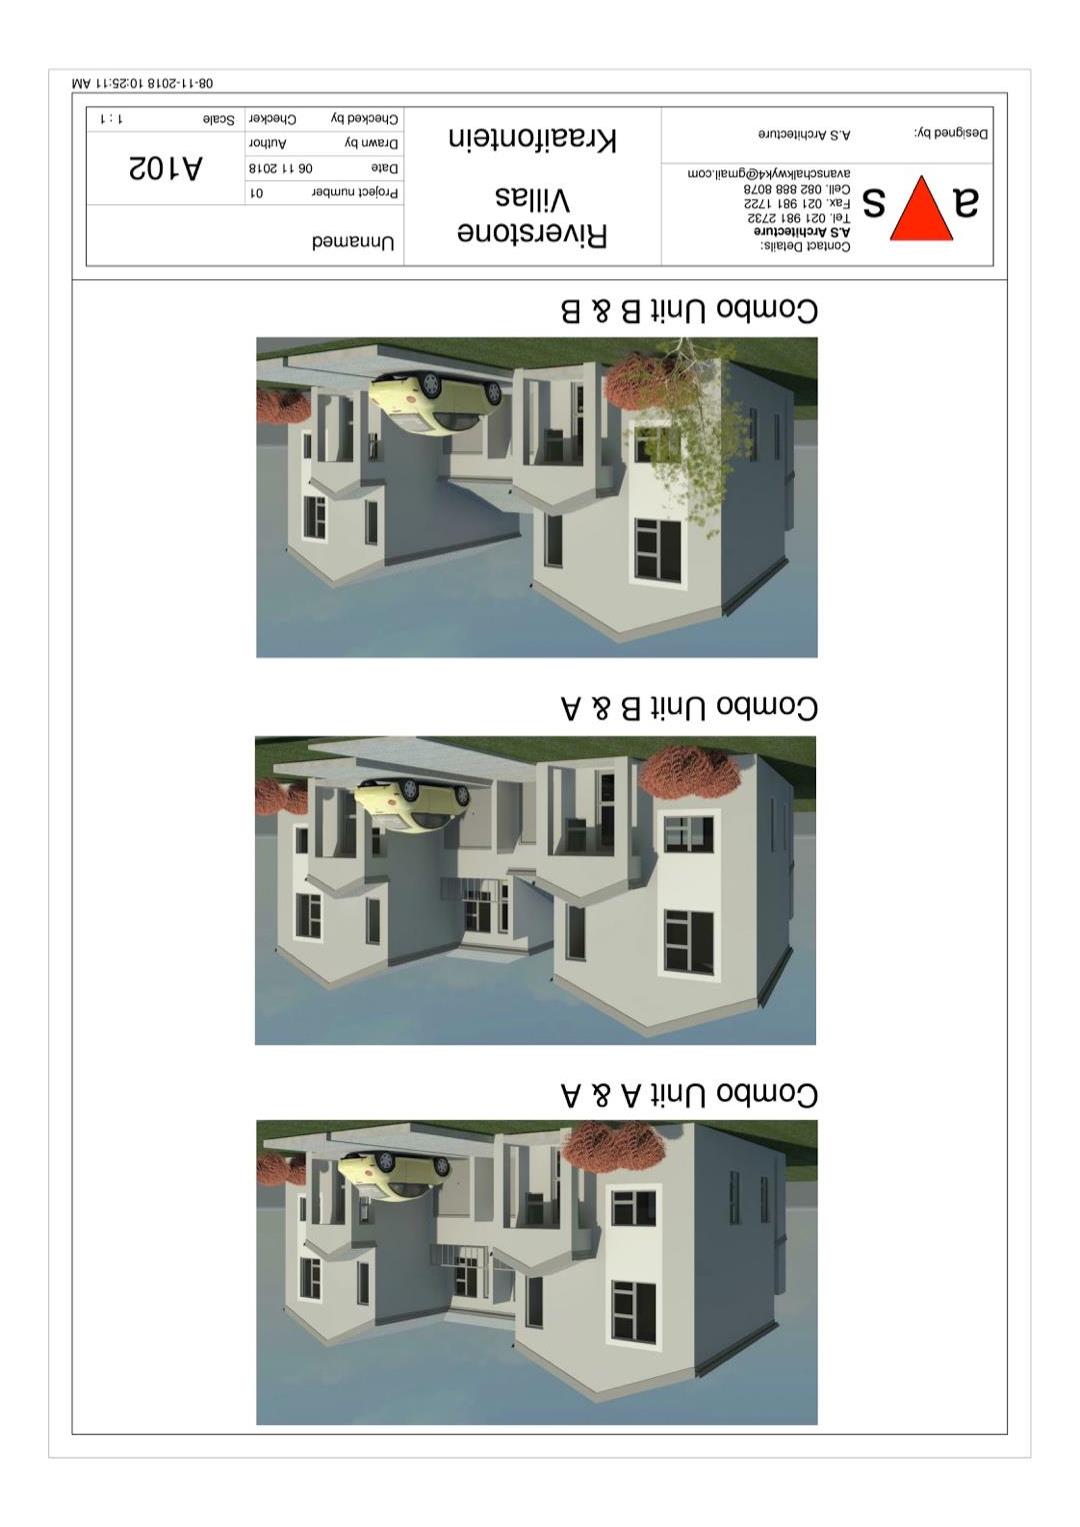 Combo Unit A & A
Combo Unit B & A
Combo Unit B & B
a s
Contact Details:
A.S Architecture
Tel. 021 981 2732
Fax. 021 981 1722
Cell. 082 888 8078
avanschalkwyk4@gmail.com
Designed by: A.S Architecture
Riverstone
Villas
Kraaifontein
Unnamed
Project number 01
Date 06 11 2018
Drawn by Author
Checked by Checker
A102
Scale 1 : 1
08-11-2018 10:25:11 AM